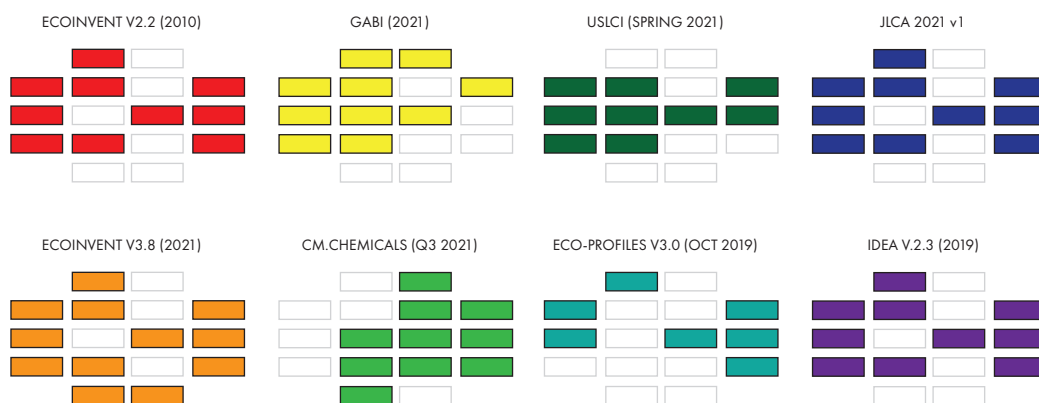 ECOINVENT V2.2 (2010)
GABI (2021)
USLCI (SPRING 2021)
JLCA 2021 v1
ECOINVENT V3.8 (2021)
CM.CHEMICALS (Q3 2021)
ECO-PROFILES V3.0 (OCT 2019)
IDEA V.2.3 (2019)